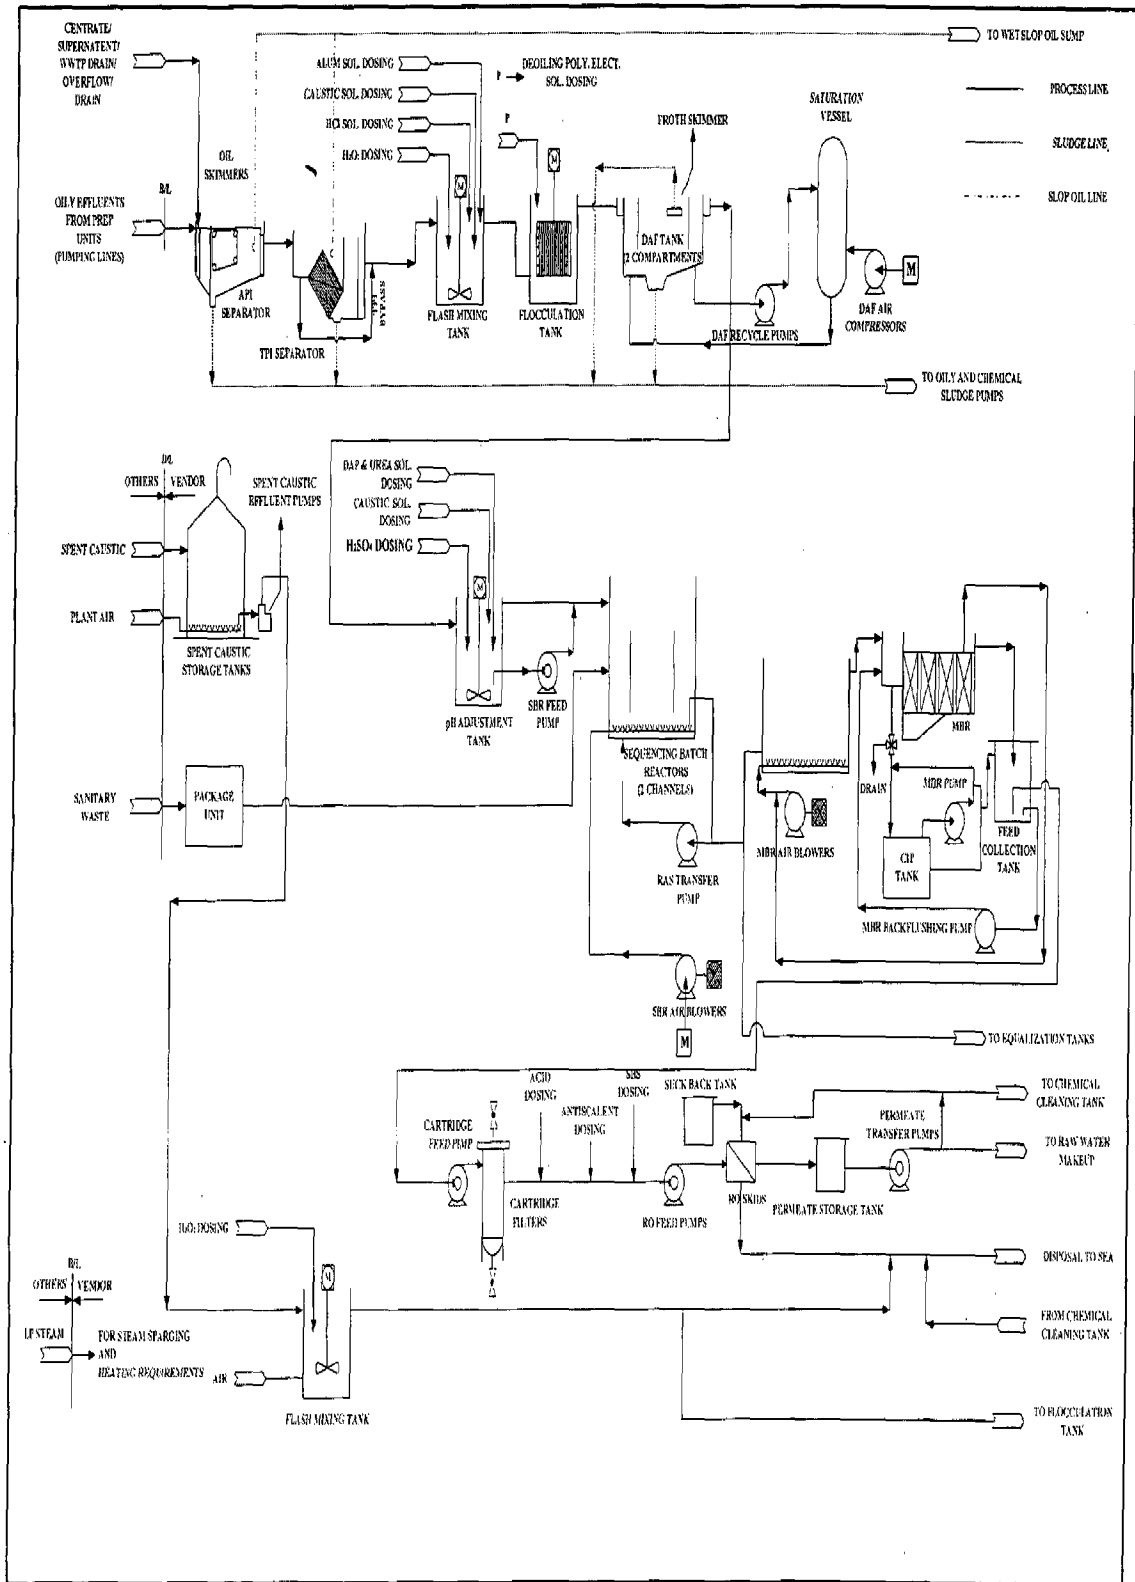 CENTRATE/
SUPERNATENT/
WWTP DRAIN/
OVERFLOW/
DRAIN
TO WET SLOP OIL SUMP
ALUM SOL. DOSING
CAUSTIC SOL. DOSING
HCl SOL. DOSING
H₂O₂ DOSING
P
DEOILING POLY. ELECT.
SOL. DOSING
P
FROTH SKIMMER
SATURATION
VESSEL
PROCESS LINE
SLUDGE LINE
SLOP OIL LINE
OIL
SKIMMERS
B/L
OILY EFFLUENTS
FROM PREP
UNITS
(PUMPING LINES)
M
M
M
API
SEPARATOR
TPI
BYPASS
TPI SEPARATOR
FLASH MIXING
TANK
FLOCCULATION
TANK
DAF TANK
(2 COMPARTMENTS)
DAF RECYCLE PUMPS
DAF AIR
COMPRESSORS
TO OILY AND CHEMICAL
SLUDGE PUMPS
B/L
OTHERS
VENDOR
SPENT CAUSTIC
EFFLUENT PUMPS
SPENT CAUSTIC
PLANT AIR
SPENT CAUSTIC
STORAGE TANKS
DAP & UREA SOL.
DOSING
CAUSTIC SOL.
DOSING
H₂SO₄ DOSING
M
SBR FEED
PUMP
pH ADJUSTMENT
TANK
SEQUENCING BATCH
REACTORS
(2 CHANNELS)
SANITARY
WASTE
PACKAGE
UNIT
RAS TRANSFER
PUMP
MBR AIR BLOWERS
MBR
DRAIN
MBR PUMP
CIP
TANK
FEED
COLLECTION
TANK
MBR BACKFLUSHING PUMP
SBR AIR BLOWERS
M
TO EQUALIZATION TANKS
ACID
DOSING
SBS
DOSING
ANTISCALENT
DOSING
SUCK BACK TANK
CARTRIDGE
FEED PUMP
CARTRIDGE
FILTERS
RO FEED PUMPS
RO SKIDS
PERMEATE STORAGE TANK
PERMEATE
TRANSFER PUMPS
TO CHEMICAL
CLEANING TANK
TO RAW WATER
MAKEUP
DISPOSAL TO SEA
FROM CHEMICAL
CLEANING TANK
TO FLOCCULATION
TANK
H₂O₂ DOSING
M
B/L
OTHERS
VENDOR
LP STEAM
FOR STEAM SPARGING
AND
HEATING REQUIREMENTS
AIR
FLASH MIXING TANK